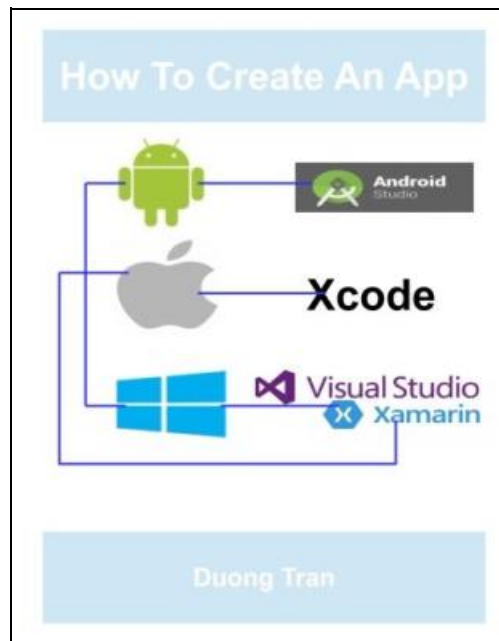 How To Create An App
Android
Studio
Xcode
Visual Studio
Xamarin
Duong Tran